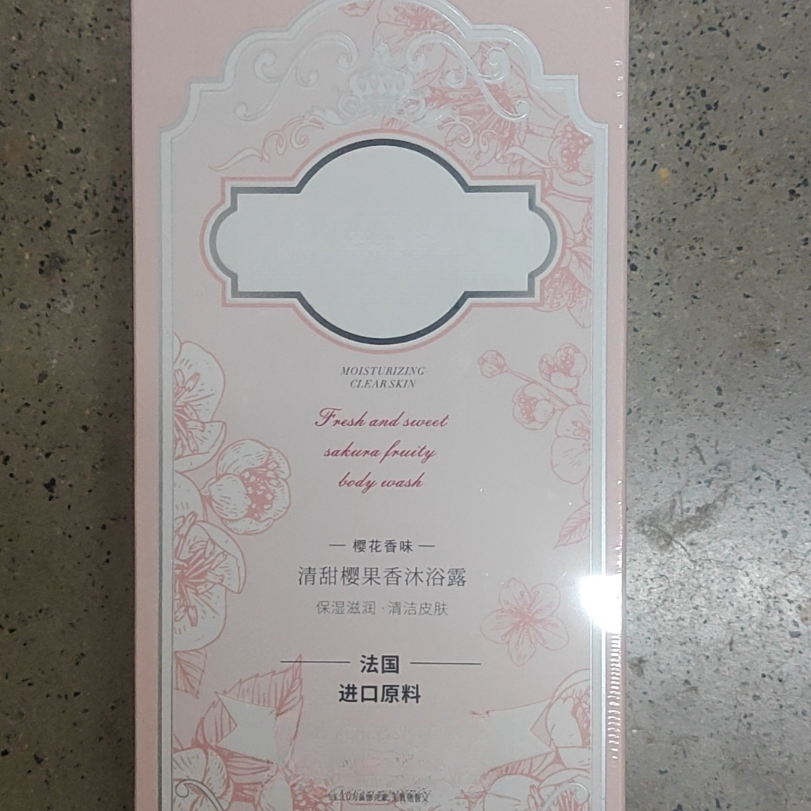 MOISTURIZING
CLEAR SKIN
Fresh and sweet
sakura fruity
body wash
樱花香味
清甜樱果香沐浴露
保湿滋润·清洁皮肤
法国
进口原料